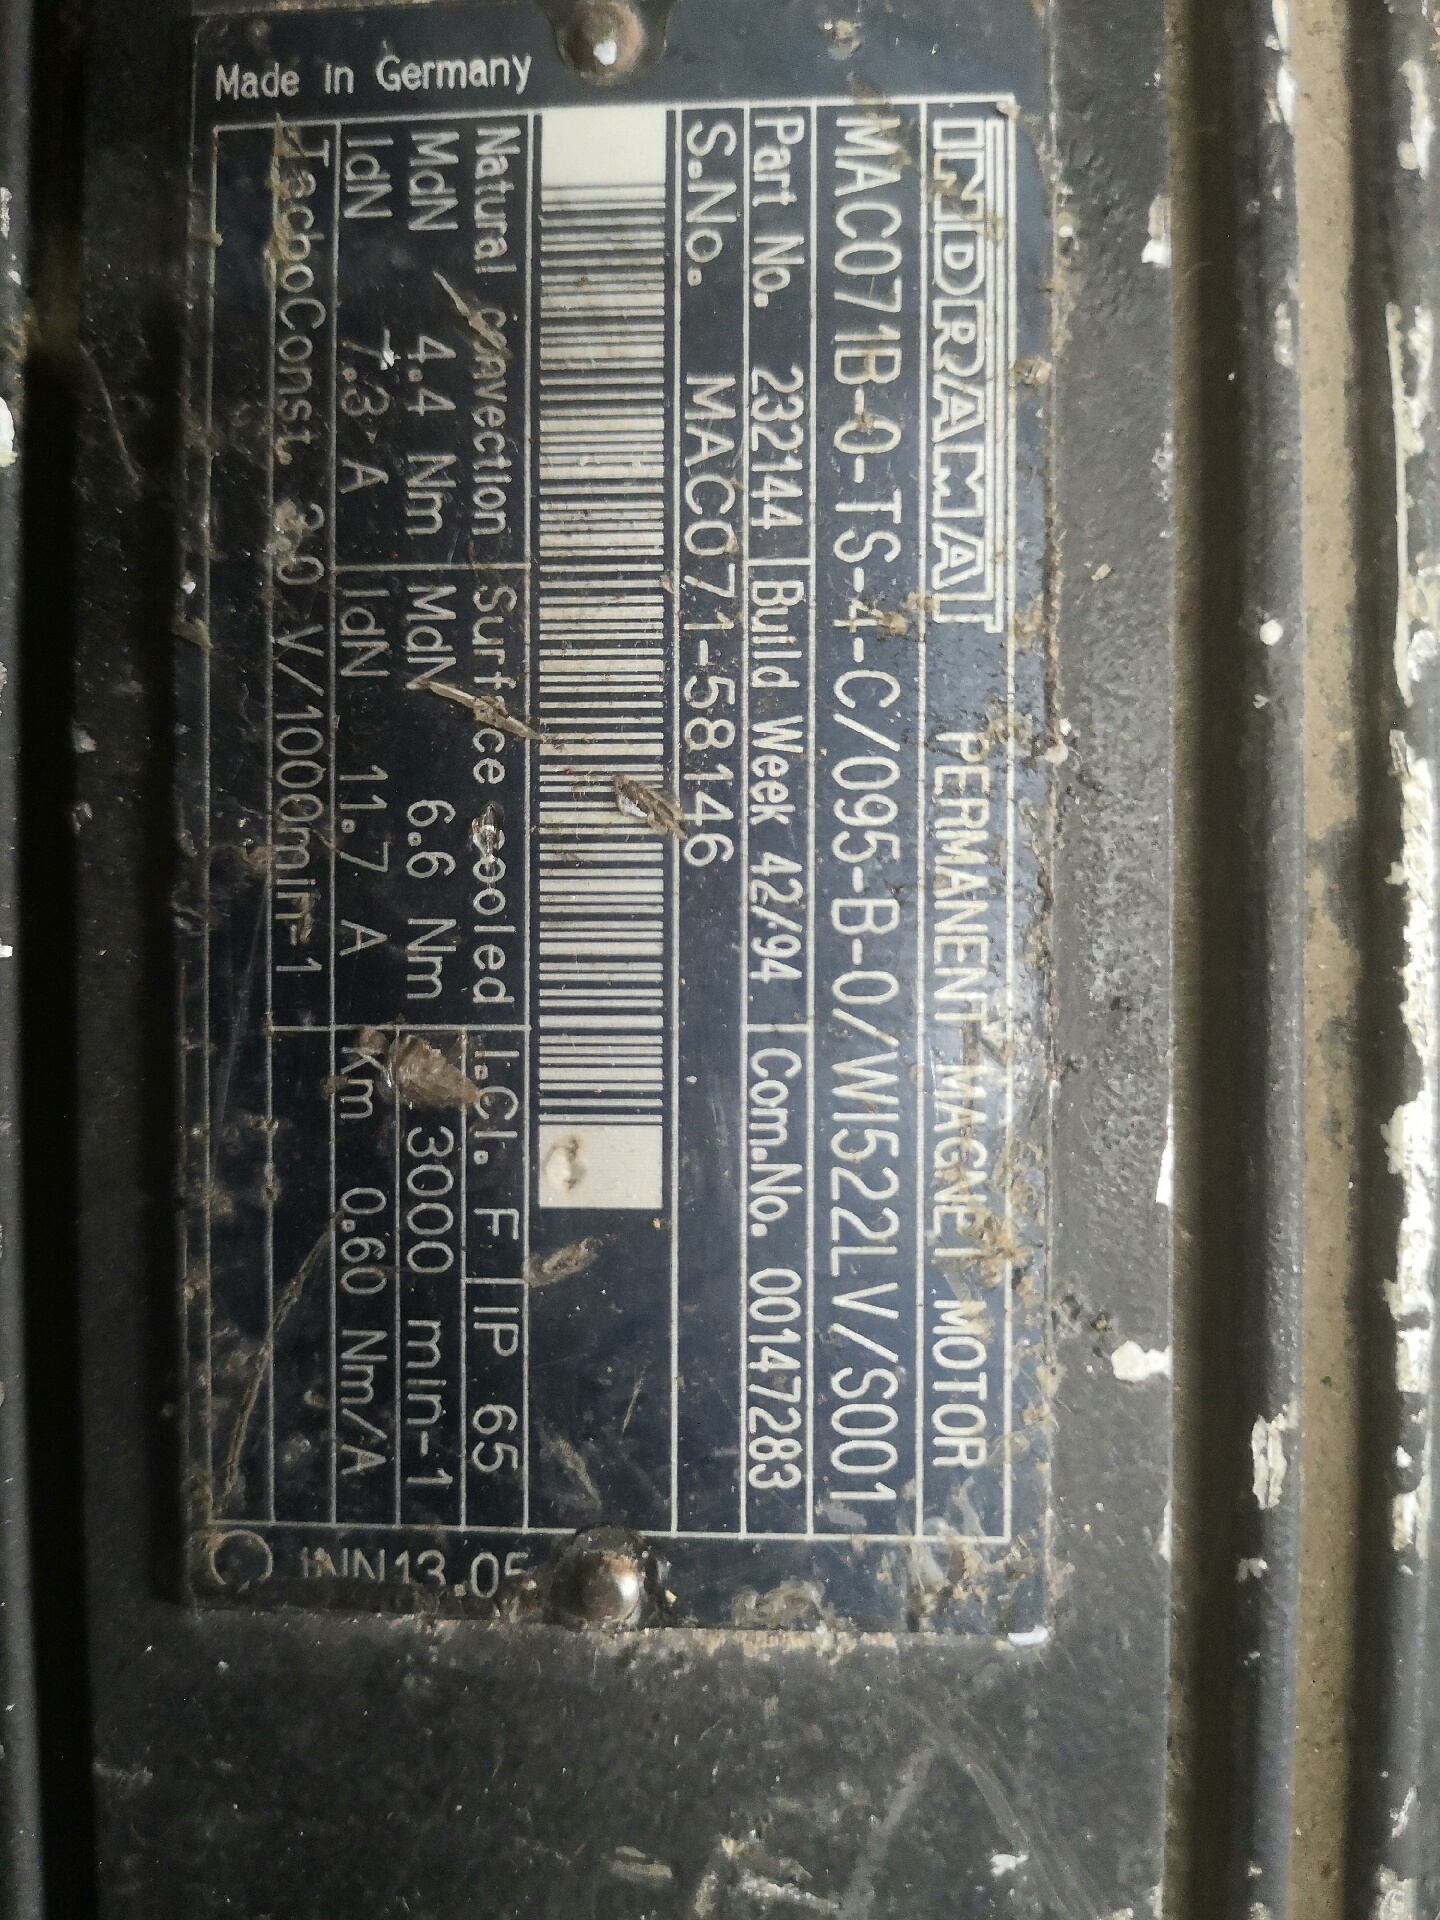 Made in Germany
INDRAMAT PERMANENT MAGNET MOTOR
MAC071B-0-TS-4-C/095-B-0/WI522LV/S001
Part No. 232144 Build Week 42/94 Com.No. 00147283
S.No. MAC071-58146
Natural convection Surface cooled I.Cl. F IP 65
MdN 4.4 Nm MdN 6.6 Nm 3000 min-1
IdN 7.3 A IdN 11.7 A Km 0.60 Nm/A
TachoConst. 3.0 V/1000min-1
INN13.05